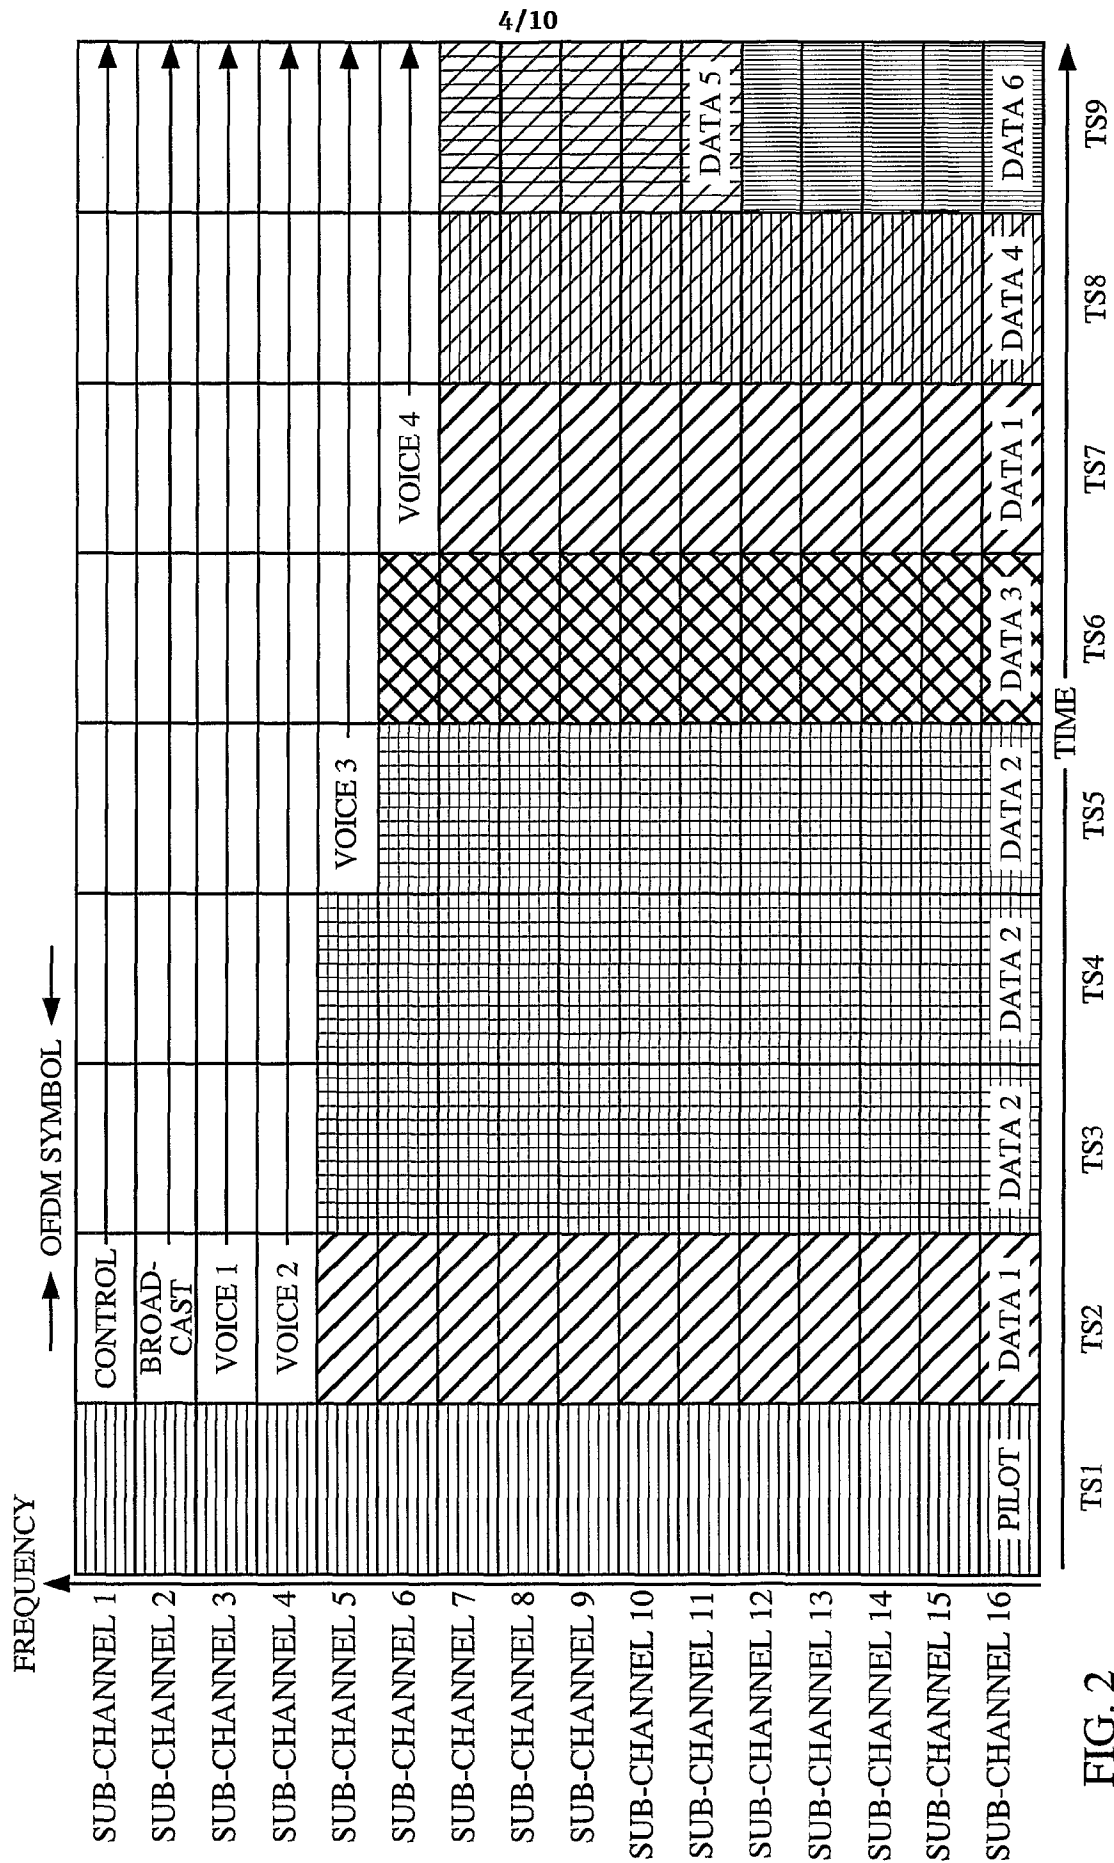 4/10
FREQUENCY
OFDM SYMBOL
SUB-CHANNEL 1
SUB-CHANNEL 2
SUB-CHANNEL 3
SUB-CHANNEL 4
SUB-CHANNEL 5
SUB-CHANNEL 6
SUB-CHANNEL 7
SUB-CHANNEL 8
SUB-CHANNEL 9
SUB-CHANNEL 10
SUB-CHANNEL 11
SUB-CHANNEL 12
SUB-CHANNEL 13
SUB-CHANNEL 14
SUB-CHANNEL 15
SUB-CHANNEL 16
CONTROL
BROAD-
CAST
VOICE 1
VOICE 2
VOICE 3
VOICE 4
PILOT
DATA 1
DATA 2
DATA 2
DATA 2
DATA 3
DATA 1
DATA 4
DATA 5
DATA 6
TS1
TS2
TS3
TS4
TS5
TS6
TS7
TS8
TS9
TIME
FIG. 2